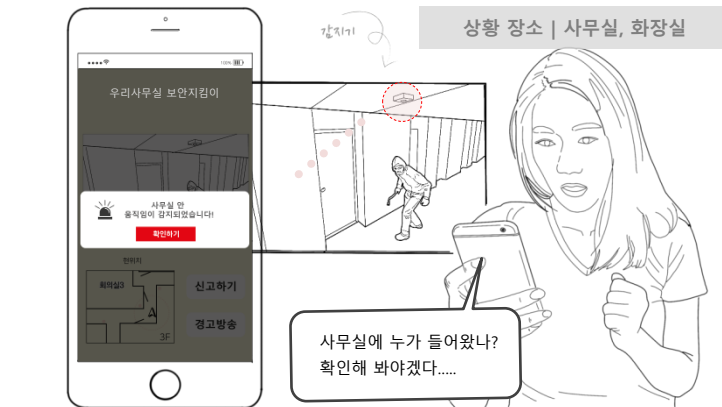 상황 장소 | 사무실, 화장실
감지기
100%
우리사무실 보안지킴이
사무실 안
움직임이 감지되었습니다!
확인하기
현위치
회의실3
신고하기
경고방송
3F
사무실에 누가 들어왔나?
확인해 봐야겠다.....